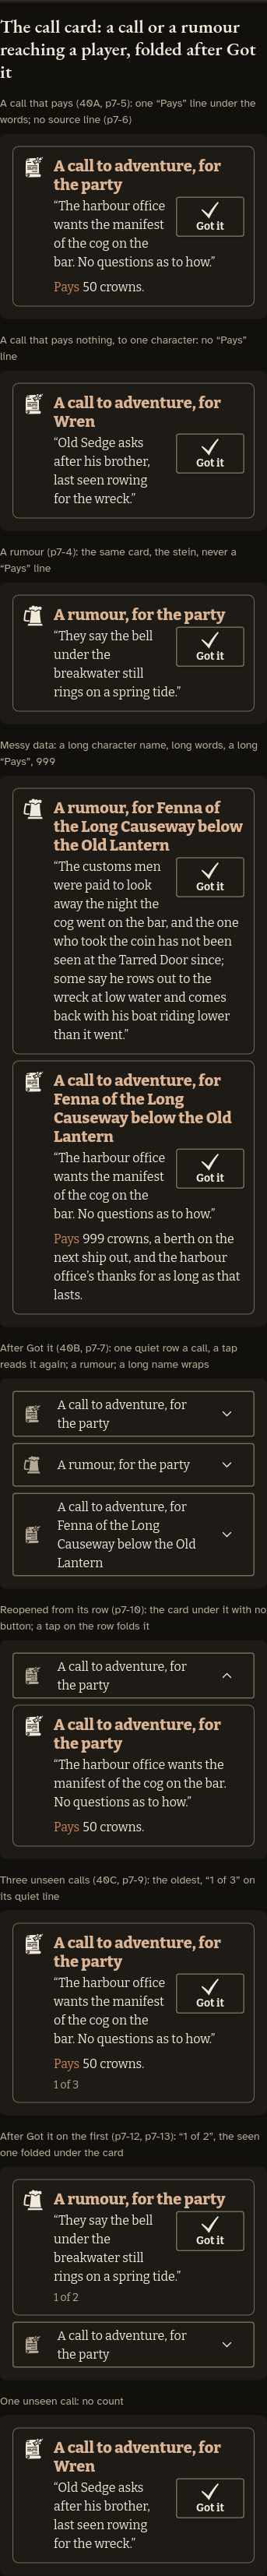 The call card: a call or a rumour
reaching a player, folded after Got
it
A call that pays (40A, p7-5): one “Pays” line under the
words; no source line (p7-6)
A call to adventure, for
the party
“The harbour office
wants the manifest
of the cog on the
bar. No questions as to how.”
Got it
Pays 50 crowns.
A call that pays nothing, to one character: no “Pays”
line
A call to adventure, for
Wren
“Old Sedge asks
after his brother,
last seen rowing
for the wreck.”
Got it
A rumour (p7-4): the same card, the stein, never a
“Pays” line
A rumour, for the party
“They say the bell
under the
breakwater still
rings on a spring tide.”
Got it
Messy data: a long character name, long words, a long
“Pays”, 999
A rumour, for Fenna of
the Long Causeway below
the Old Lantern
“The customs men
were paid to look
away the night the
cog went on the bar, and the one
who took the coin has not been
seen at the Tarred Door since;
some say he rows out to the
wreck at low water and comes
back with his boat riding lower
than it went.”
Got it
A call to adventure, for
Fenna of the Long
Causeway below the Old
Lantern
“The harbour office
wants the manifest
of the cog on the
bar. No questions as to how.”
Got it
Pays 999 crowns, a berth on the
next ship out, and the harbour
office’s thanks for as long as that
lasts.
After Got it (40B, p7-7): one quiet row a call, a tap
reads it again; a rumour; a long name wraps
A call to adventure, for
the party
A rumour, for the party
A call to adventure, for
Fenna of the Long
Causeway below the Old
Lantern
Reopened from its row (p7-10): the card under it with no
button; a tap on the row folds it
A call to adventure, for
the party
A call to adventure, for
the party
“The harbour office wants the
manifest of the cog on the bar.
No questions as to how.”
Pays 50 crowns.
Three unseen calls (40C, p7-9): the oldest, “1 of 3” on
its quiet line
A call to adventure, for
the party
“The harbour office
wants the manifest
of the cog on the
bar. No questions as to how.”
Got it
Pays 50 crowns.
1 of 3
After Got it on the first (p7-12, p7-13): “1 of 2”, the seen
one folded under the card
A rumour, for the party
“They say the bell
under the
breakwater still
rings on a spring tide.”
Got it
1 of 2
A call to adventure, for
the party
One unseen call: no count
A call to adventure, for
Wren
“Old Sedge asks
after his brother,
last seen rowing
for the wreck.”
Got it